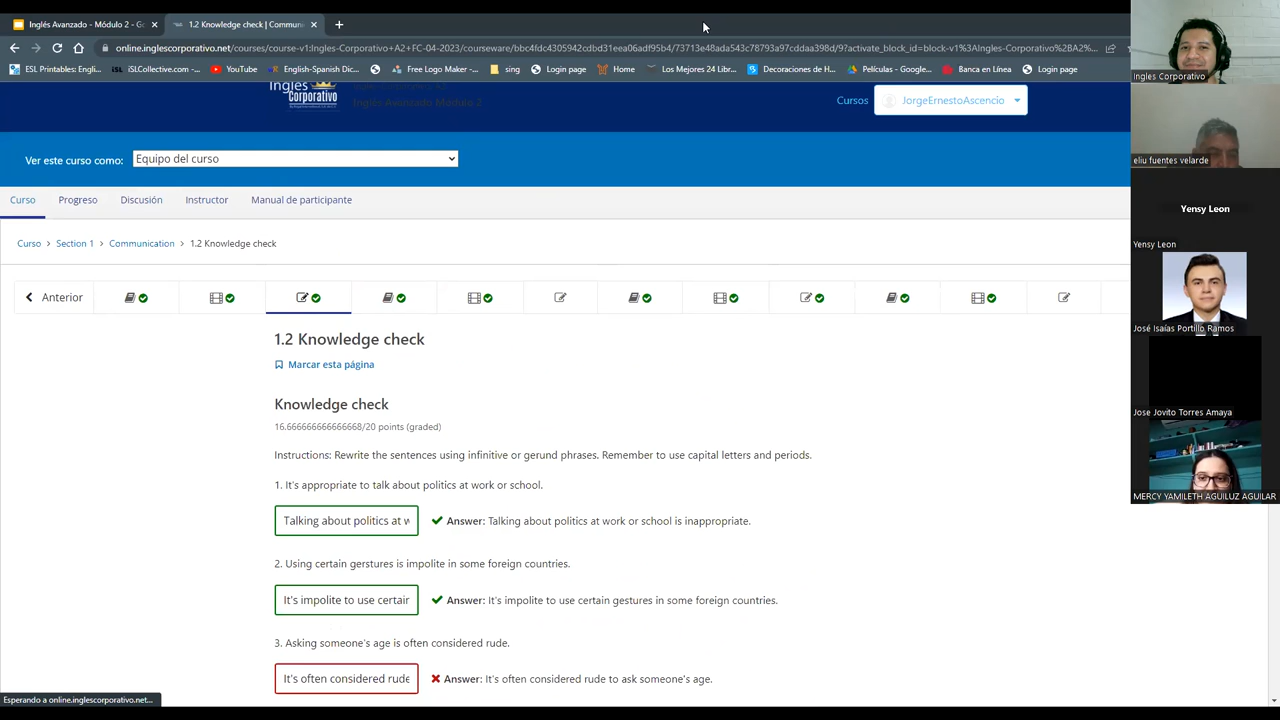 Inglés Avanzado - Módulo 2 - G
1.2 Knowledge check | Commun
online.inglescorporativo.net/courses/course-v1:Ingles-Corporativo+A2+FC-04-2023/courseware/bbc4fdc4305942cdbd31eea06adf95b4/73713e48ada543c78793a97cddaa398d/9?activate_block_id=block-v1%3AIngles-Corporativo%2BA2%...
ESL Printables: Engli...
iSLCollective.com -...
YouTube
English-Spanish Dic...
Free Logo Maker -...
sing
Login page
Home
Los Mejores 24 Libr...
Decoraciones de H...
Películas - Google...
Banca en Línea
Login page
Ingles Corporativo
ingles
corporativo
Inglés Avanzado Módulo 2
Cursos
JorgeErnestoAscencio
Ver este curso como:
Equipo del curso
eliu fuentes velarde
Curso
Progreso
Discusión
Instructor
Manual de participante
Yensy Leon
Yensy Leon
Curso > Section 1 > Communication > 1.2 Knowledge check
Anterior
José Isaías Portillo Ramos
1.2 Knowledge check
Marcar esta página
Knowledge check
Jose Jovito Torres Amaya
16.666666666666668/20 points (graded)
Instructions: Rewrite the sentences using infinitive or gerund phrases. Remember to use capital letters and periods.
1. It's appropriate to talk about politics at work or school.
MERCY YAMILETH AGUILUZ AGUILAR
Talking about politics at w
Answer: Talking about politics at work or school is inappropriate.
2. Using certain gerstures is impolite in some foreign countries.
It's impolite to use certain
Answer: It's impolite to use certain gestures in some foreign countries.
3. Asking someone's age is often considered rude.
It's often considered rude
Answer: It's often considered rude to ask someone's age.
Esperando a online.inglescorporativo.net...